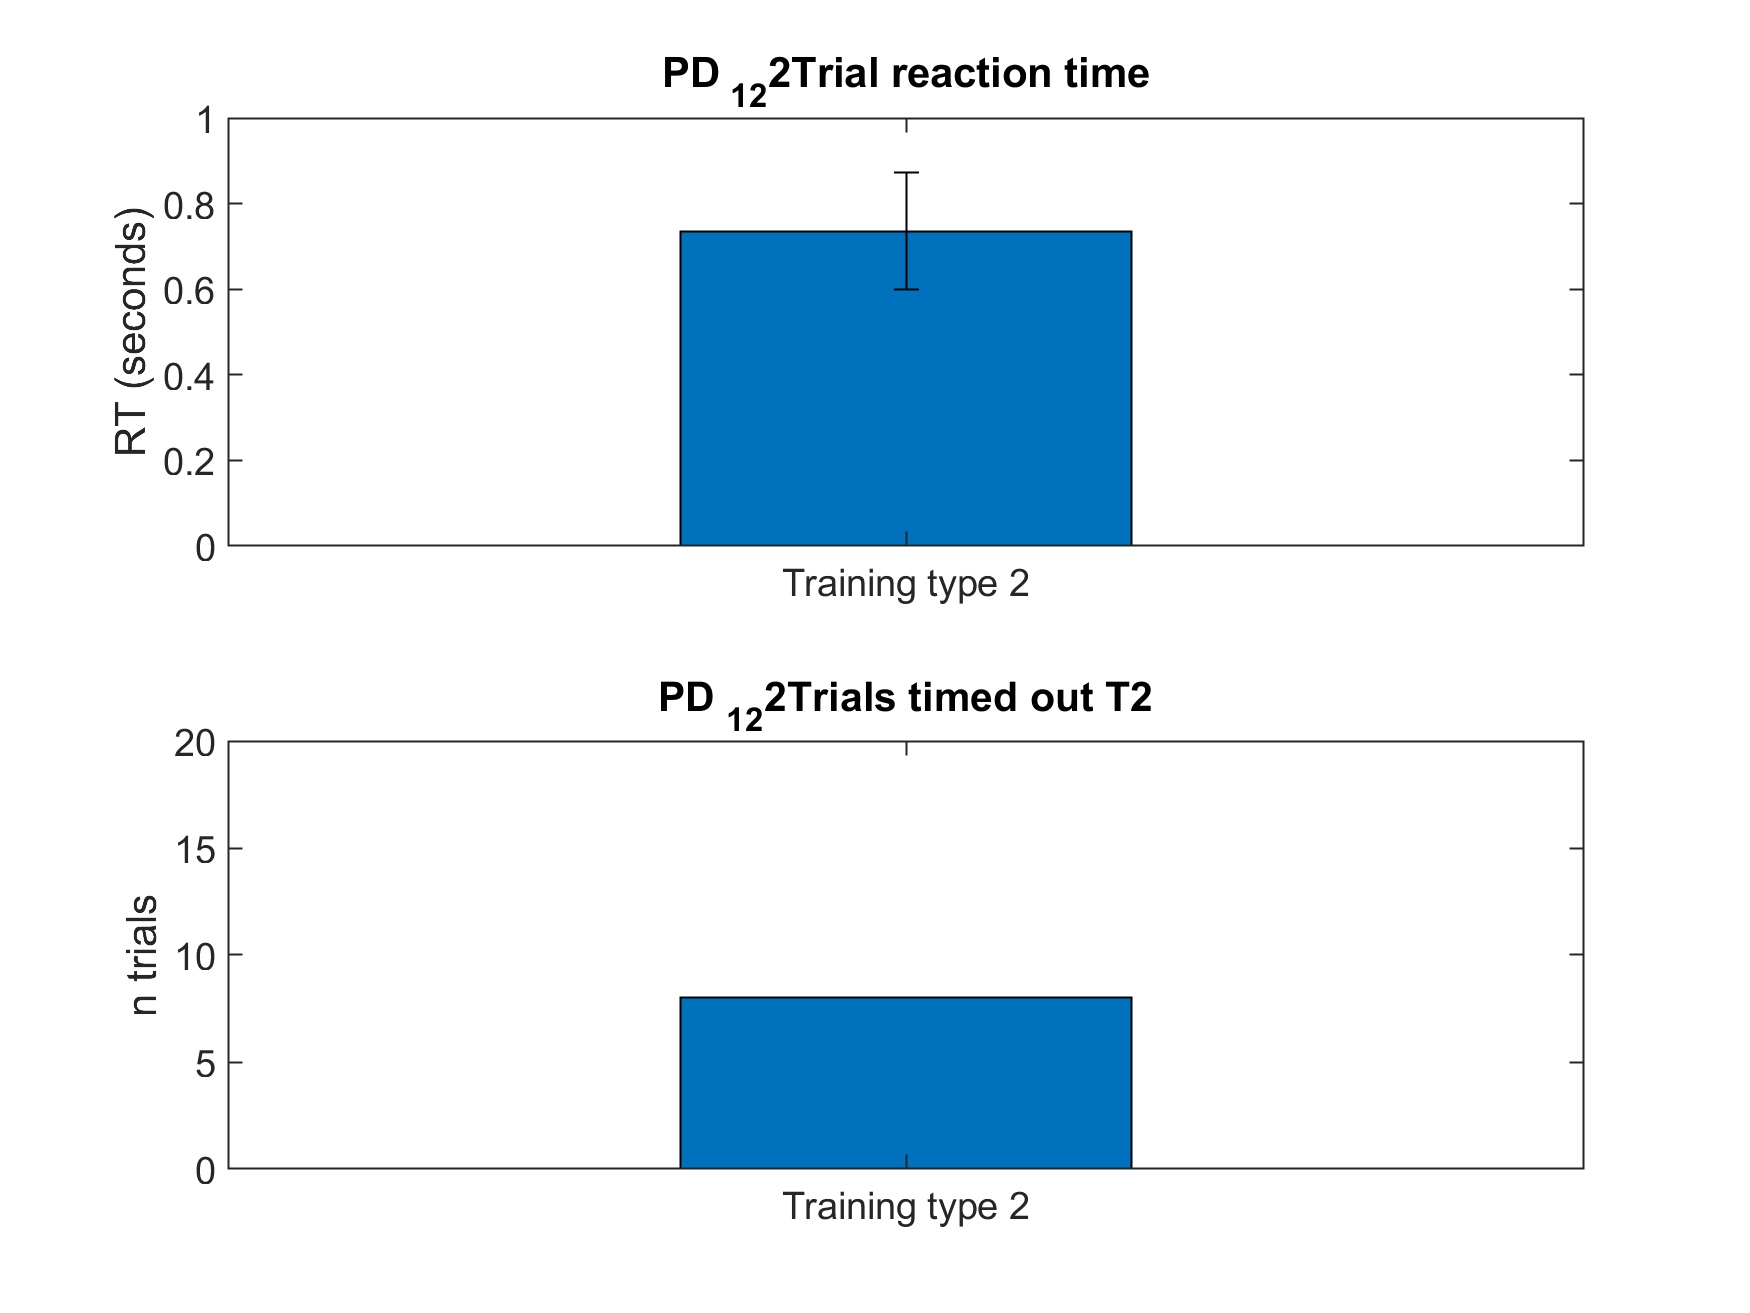 PD 122Trial reaction time
1
0.8
0.6
0.4
0.2
0
RT (seconds)
Training type 2
PD 122Trials timed out T2
20
15
10
5
0
n trials
Training type 2